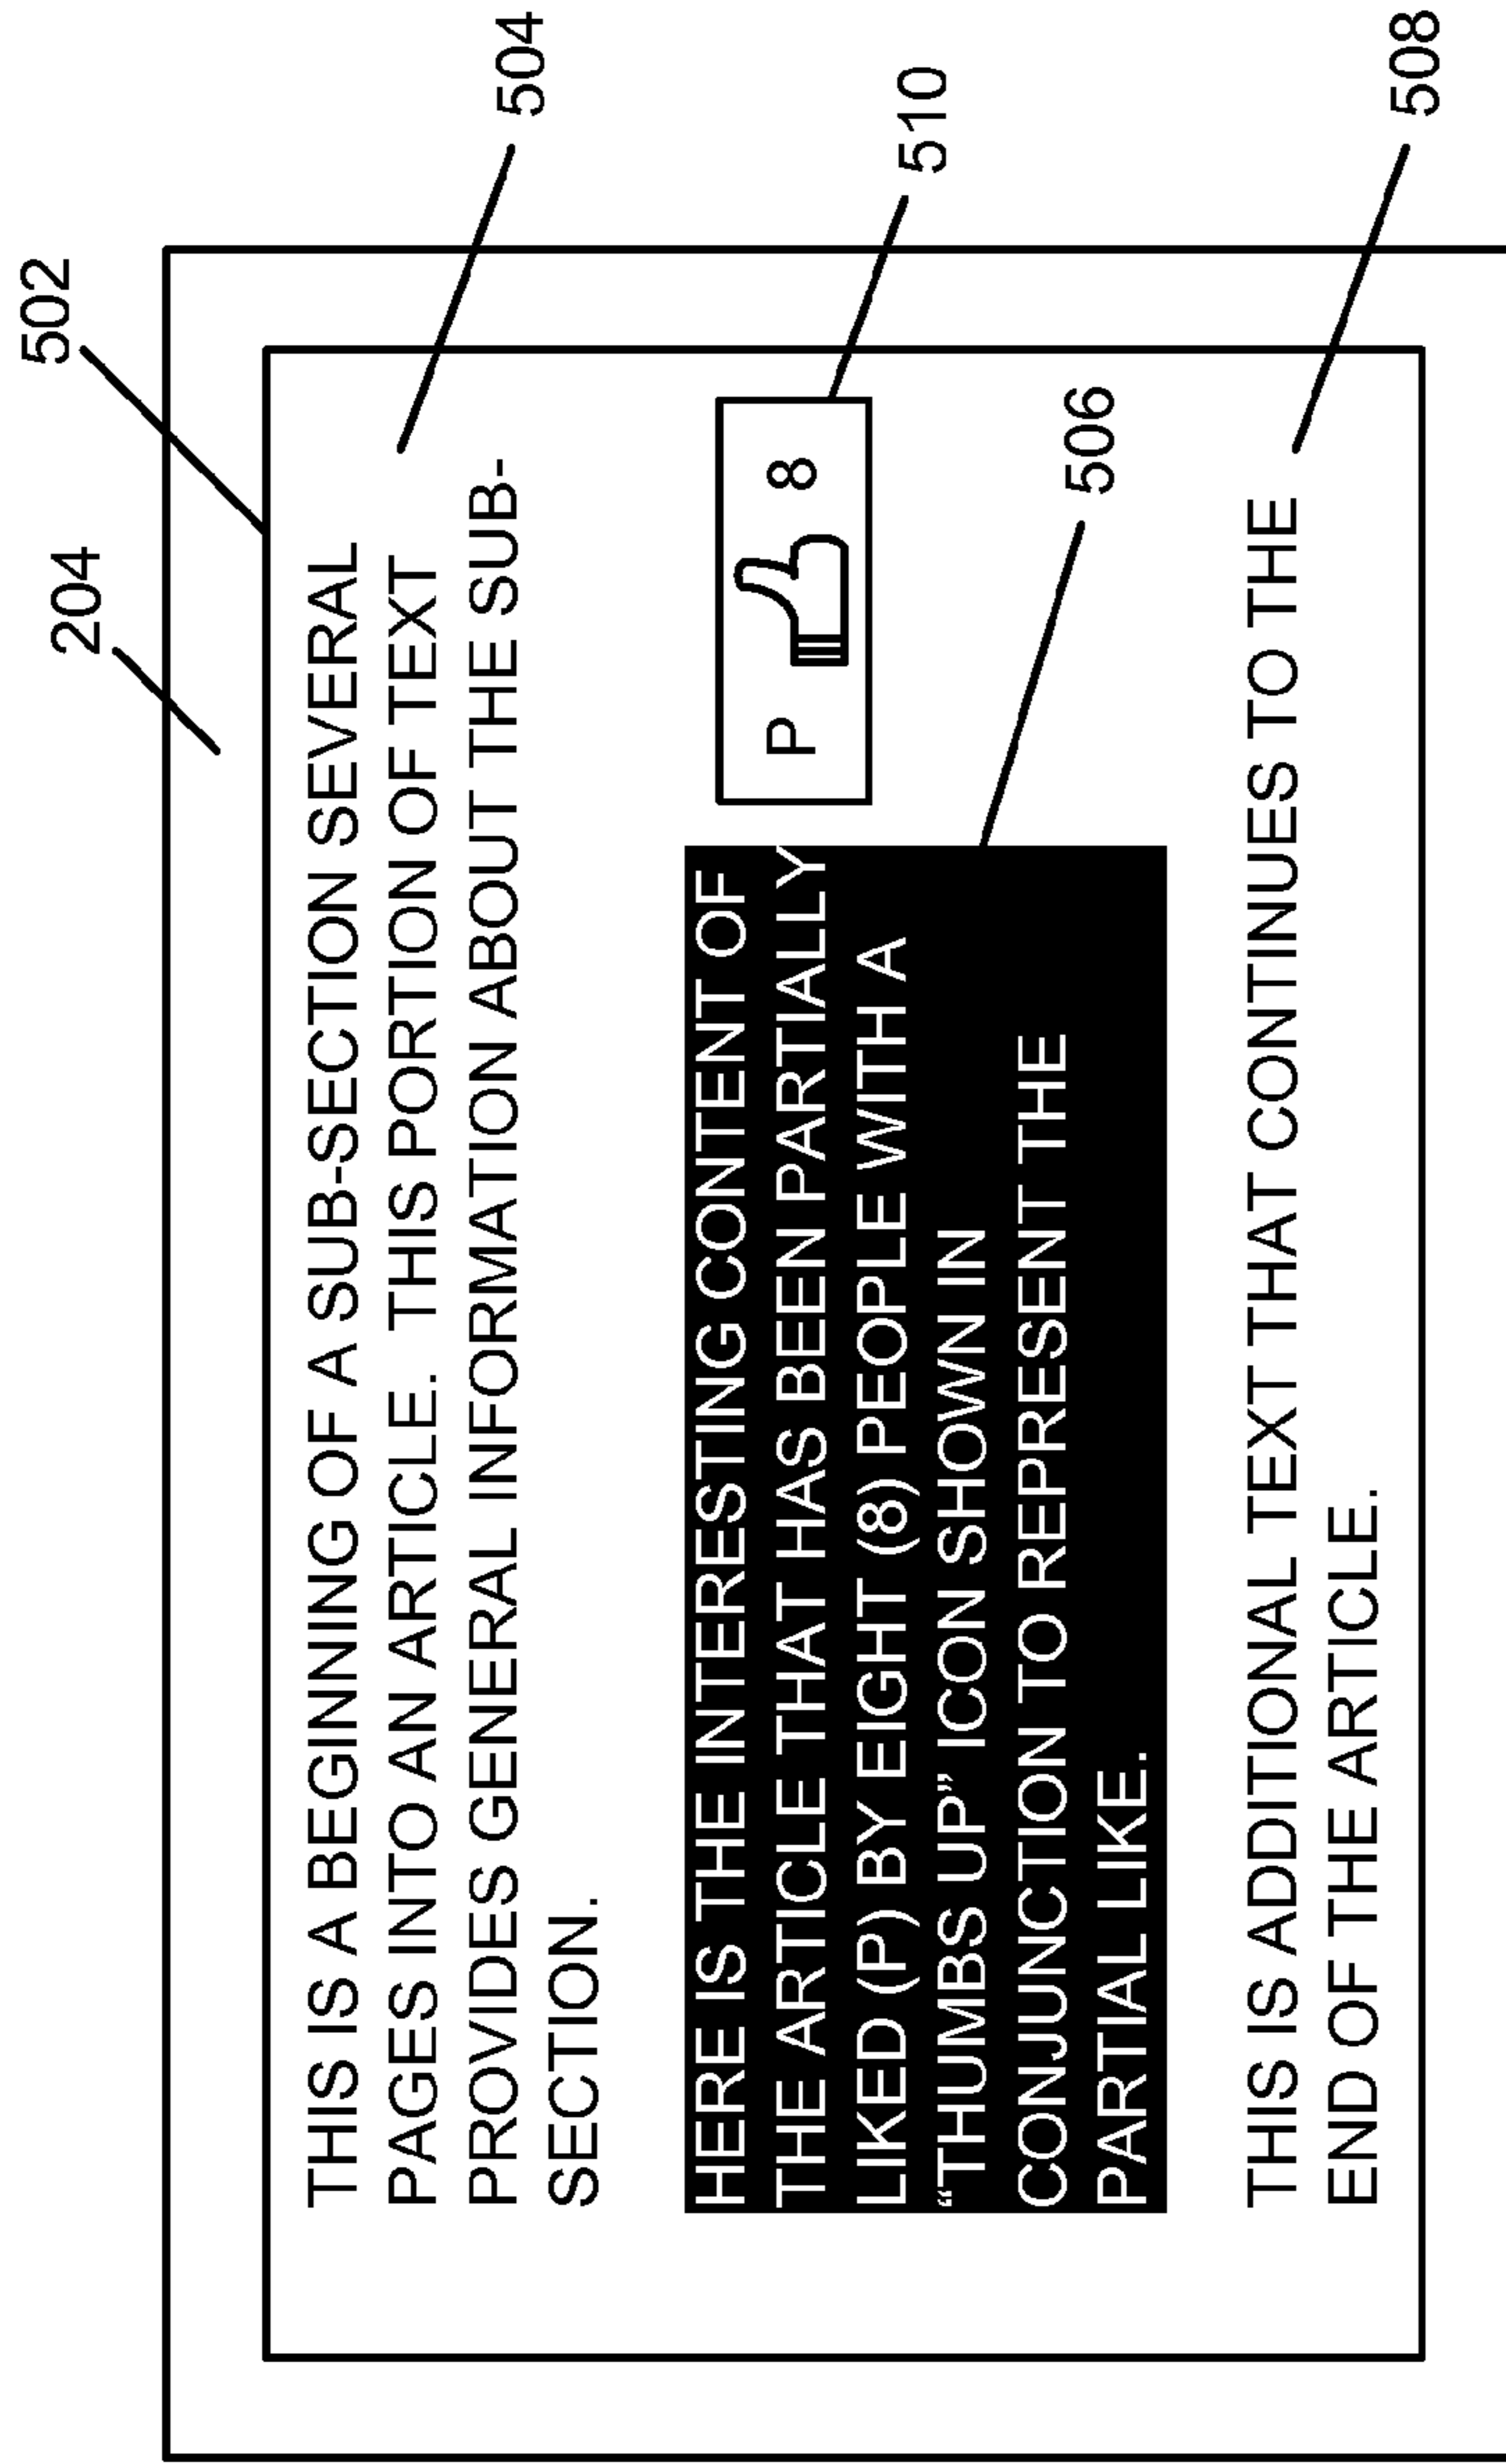 204
502
THIS IS A BEGINNING OF A SUB-SECTION SEVERAL
PAGES INTO AN ARTICLE. THIS PORTION OF TEXT
PROVIDES GENERAL INFORMATION ABOUT THE SUB-
SECTION.
504
HERE IS THE INTERESTING CONTENT OF
THE ARTICLE THAT HAS BEEN PARTIALLY
LIKED (P) BY EIGHT (8) PEOPLE WITH A
“THUMBS UP” ICON SHOWN IN
CONJUNCTION TO REPRESENT THE
PARTIAL LIKE.
P 8
510
506
THIS IS ADDITIONAL TEXT THAT CONTINUES TO THE
END OF THE ARTICLE.
508